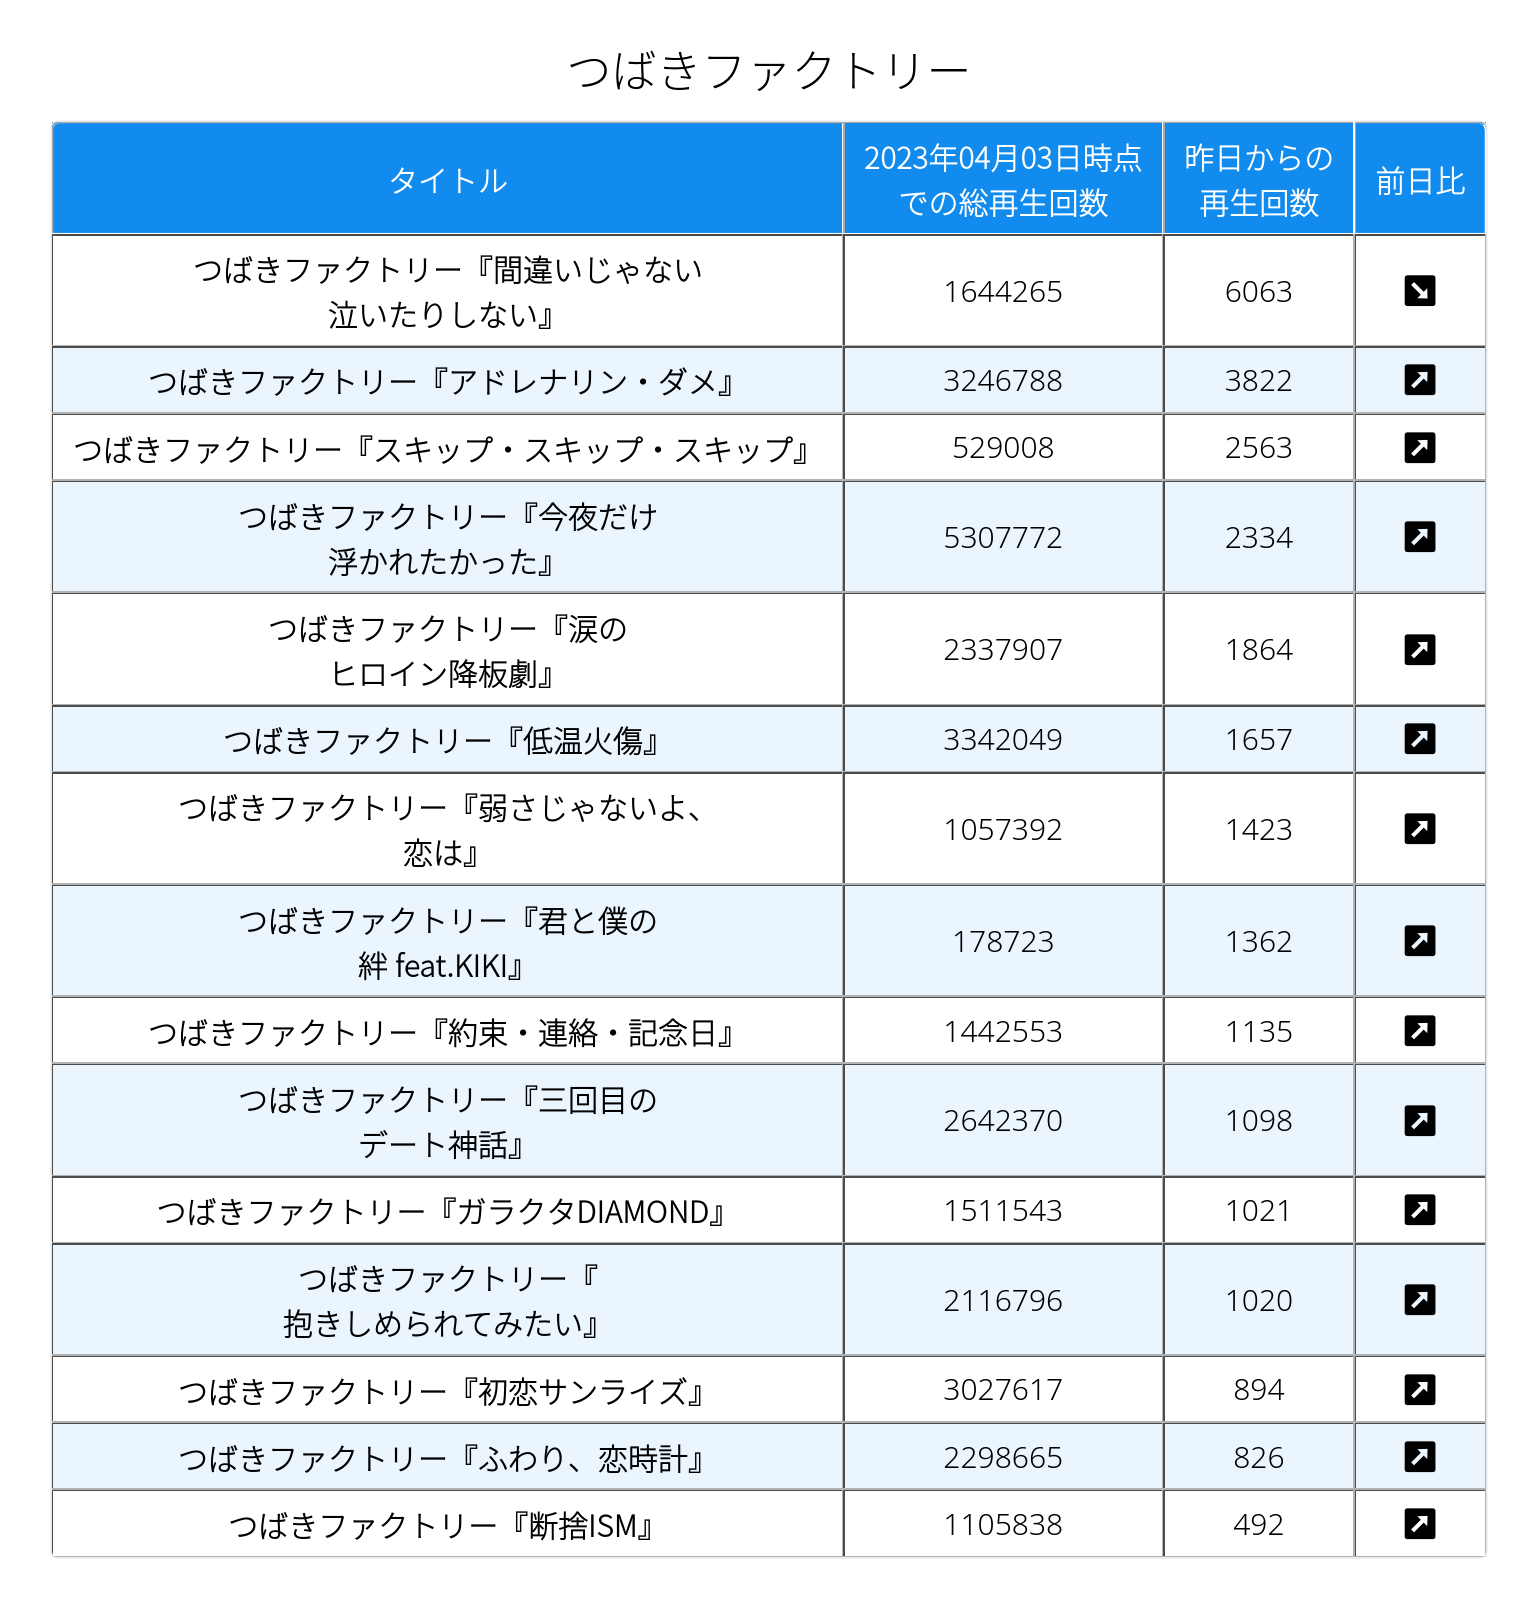 つばきファクトリー
タイトル
2023年04月03日時点
での総再生回数
昨日からの
再生回数
前日比
つばきファクトリー『間違いじゃない
泣いたりしない』
1644265
6063
つばきファクトリー『アドレナリン・ダメ』
3246788
3822
つばきファクトリー『スキップ・スキップ・スキップ』
529008
2563
つばきファクトリー『今夜だけ
浮かれたかった』
5307772
2334
つばきファクトリー『涙の
ヒロイン降板劇』
2337907
1864
つばきファクトリー『低温火傷』
3342049
1657
つばきファクトリー『弱さじゃないよ、
恋は』
1057392
1423
つばきファクトリー『君と僕の
絆 feat.KIKI』
178723
1362
つばきファクトリー『約束・連絡・記念日』
1442553
1135
つばきファクトリー『三回目の
デート神話』
2642370
1098
つばきファクトリー『ガラクタDIAMOND』
1511543
1021
つばきファクトリー『
抱きしめられてみたい』
2116796
1020
つばきファクトリー『初恋サンライズ』
3027617
894
つばきファクトリー『ふわり、恋時計』
2298665
826
つばきファクトリー『断捨ISM』
1105838
492